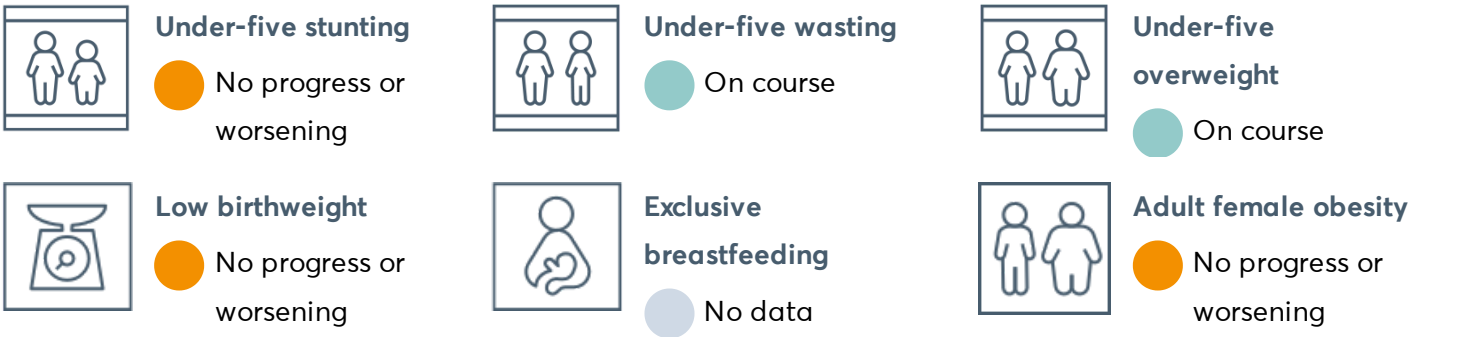 Under-five stunting
No progress or
worsening
Under-five wasting
On course
Under-five
overweight
On course
Low birthweight
No progress or
worsening
Exclusive
breastfeeding
No data
Adult female obesity
No progress or
worsening